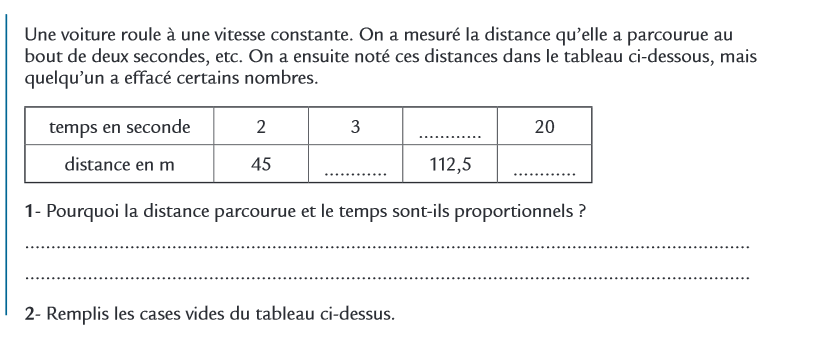 Une voiture roule à une vitesse constante. On a mesuré la distance qu’elle a parcourue au
bout de deux secondes, etc. On a ensuite noté ces distances dans le tableau ci-dessous, mais
quelqu’un a effacé certains nombres.
temps en seconde 2 3 ............ 20
distance en m 45 ............ 112,5 ............
1- Pourquoi la distance parcourue et le temps sont-ils proportionnels ?
................................................................................................................................................
................................................................................................................................................
2- Remplis les cases vides du tableau ci-dessus.